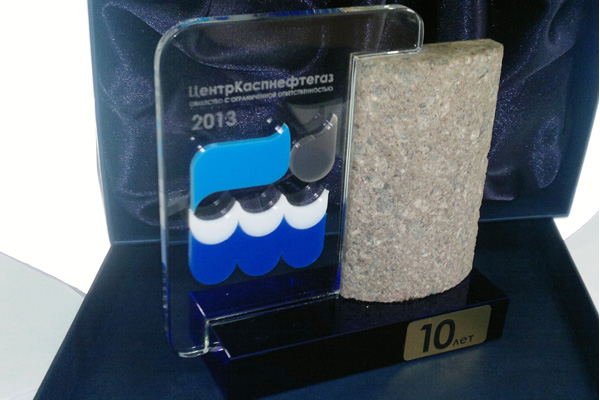 ЦентрКаспнефтегаз
ОБЩЕСТВО С ОГРАНИЧЕННОЙ ОТВЕТСТВЕННОСТЬЮ
2013
10 лет